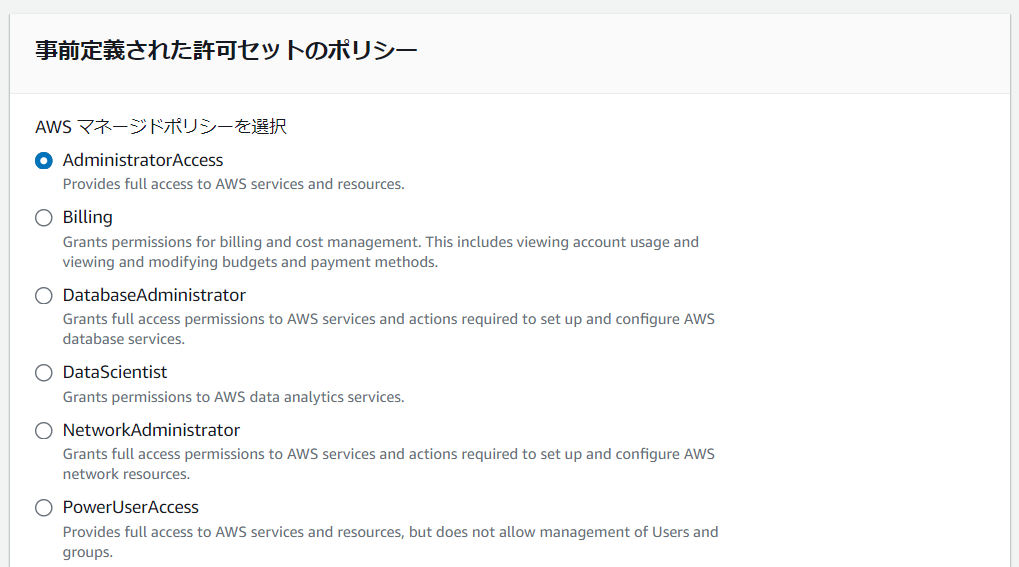 事前定義された許可セットのポリシー
AWS マネージドポリシーを選択
AdministratorAccess
Provides full access to AWS services and resources.
Billing
Grants permissions for billing and cost management. This includes viewing account usage and
viewing and modifying budgets and payment methods.
DatabaseAdministrator
Grants full access permissions to AWS services and actions required to set up and configure AWS
database services.
DataScientist
Grants permissions to AWS data analytics services.
NetworkAdministrator
Grants full access permissions to AWS services and actions required to set up and configure AWS
network resources.
PowerUserAccess
Provides full access to AWS services and resources, but does not allow management of Users and
groups.